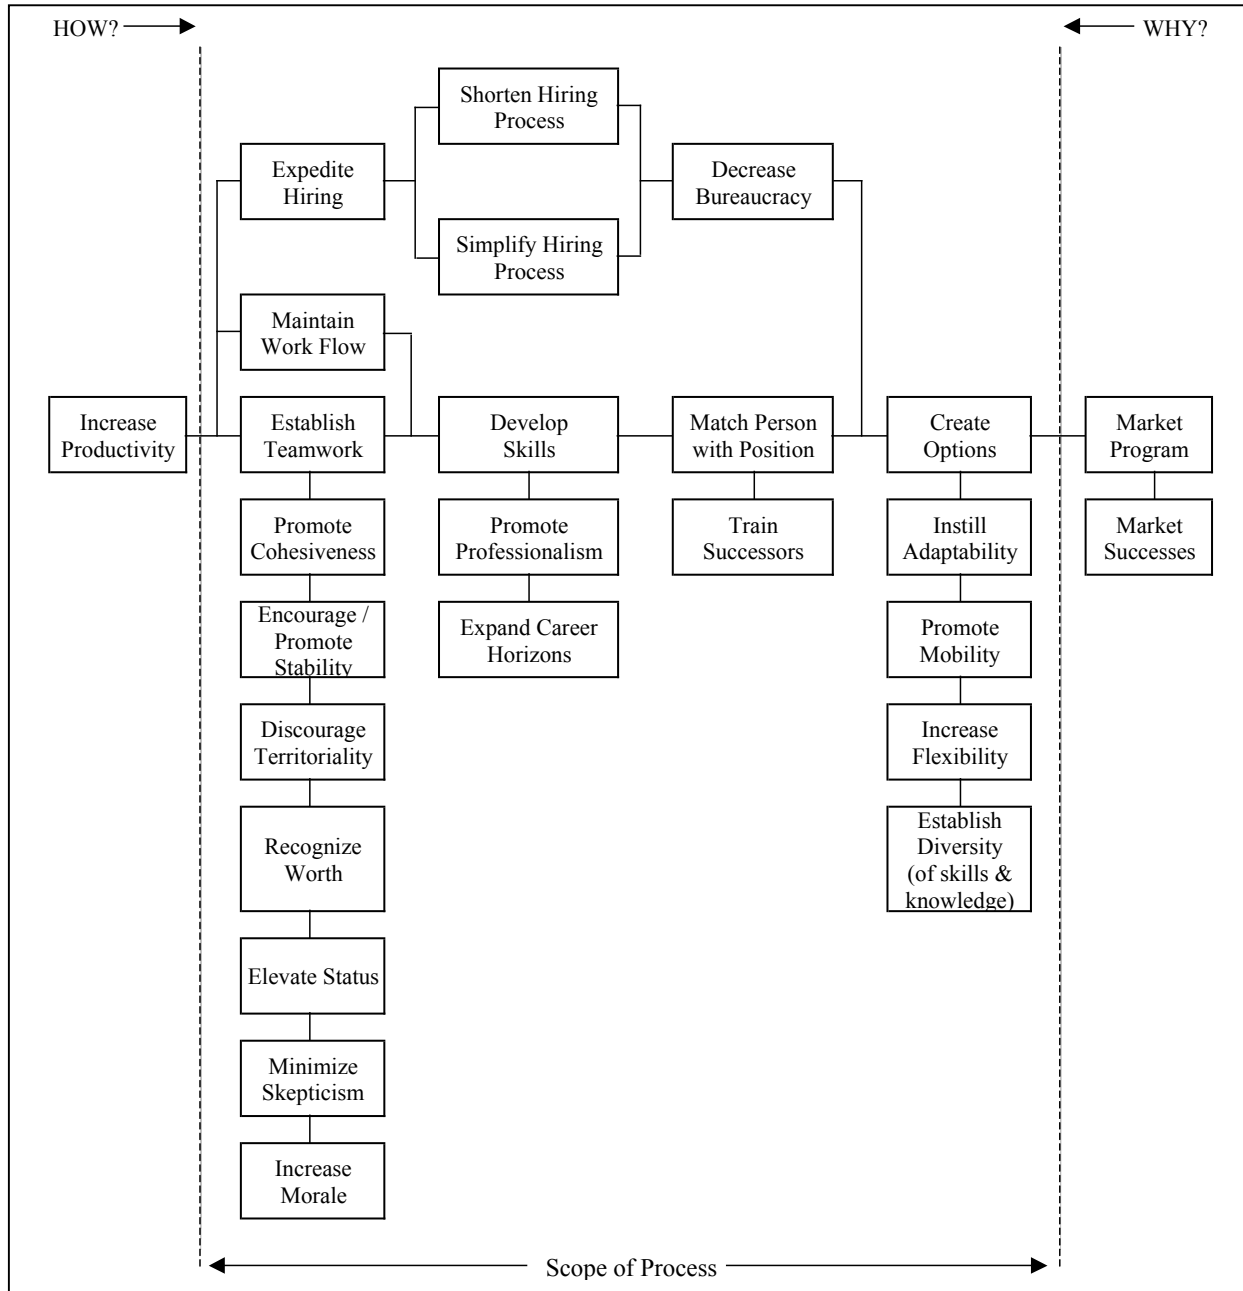 HOW?
WHY?
Shorten Hiring
Process
Expedite
Hiring
Decrease
Bureaucracy
Simplify Hiring
Process
Maintain
Work Flow
Increase
Productivity
Establish
Teamwork
Develop
Skills
Match Person
with Position
Create
Options
Market
Program
Promote
Cohesiveness
Promote
Professionalism
Train
Successors
Instill
Adaptability
Market
Successes
Encourage /
Promote
Stability
Expand Career
Horizons
Promote
Mobility
Discourage
Territoriality
Increase
Flexibility
Recognize
Worth
Establish
Diversity
(of skills &
knowledge)
Elevate Status
Minimize
Skepticism
Increase
Morale
Scope of Process